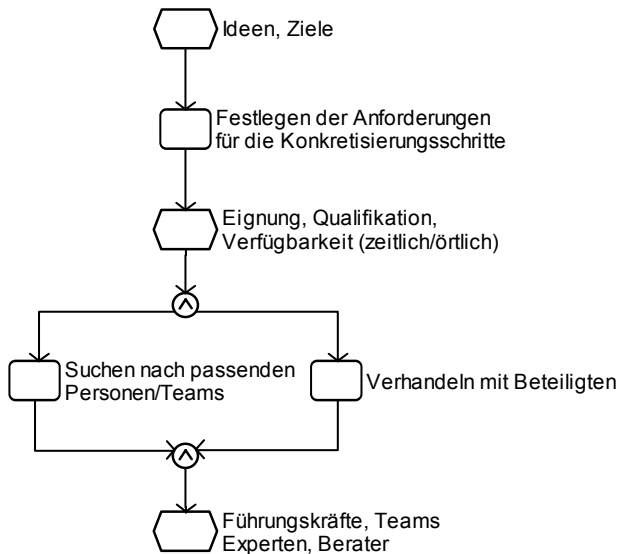 Ideen, Ziele
Festlegen der Anforderungen
für die Konkretisierungsschritte
Eignung, Qualifikation,
Verfügbarkeit (zeitlich/örtlich)
Suchen nach passenden
Personen/Teams
Verhandeln mit Beteiligten
Führungskräfte, Teams
Experten, Berater